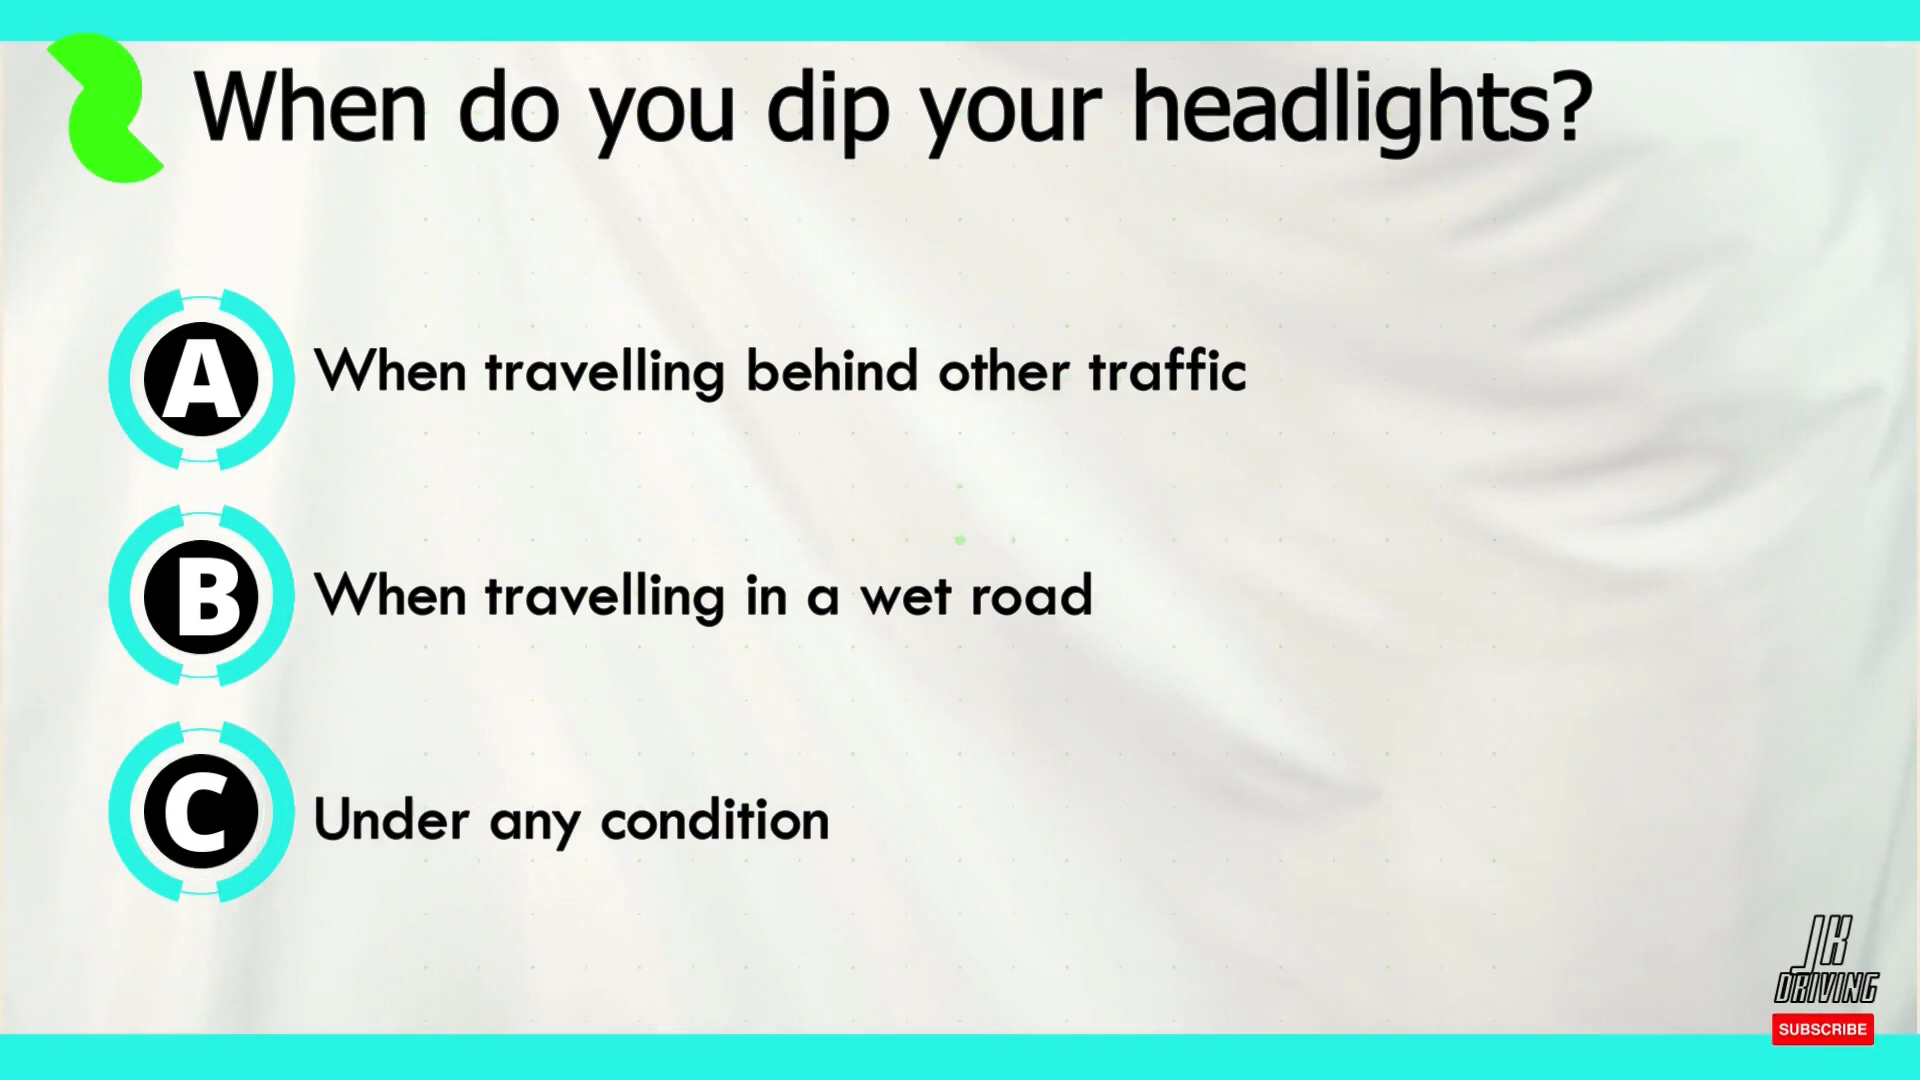 When do you dip your headlights?
A When travelling behind other traffic
B When travelling in a wet road
C Under any condition
JK
DRIVING
SUBSCRIBE